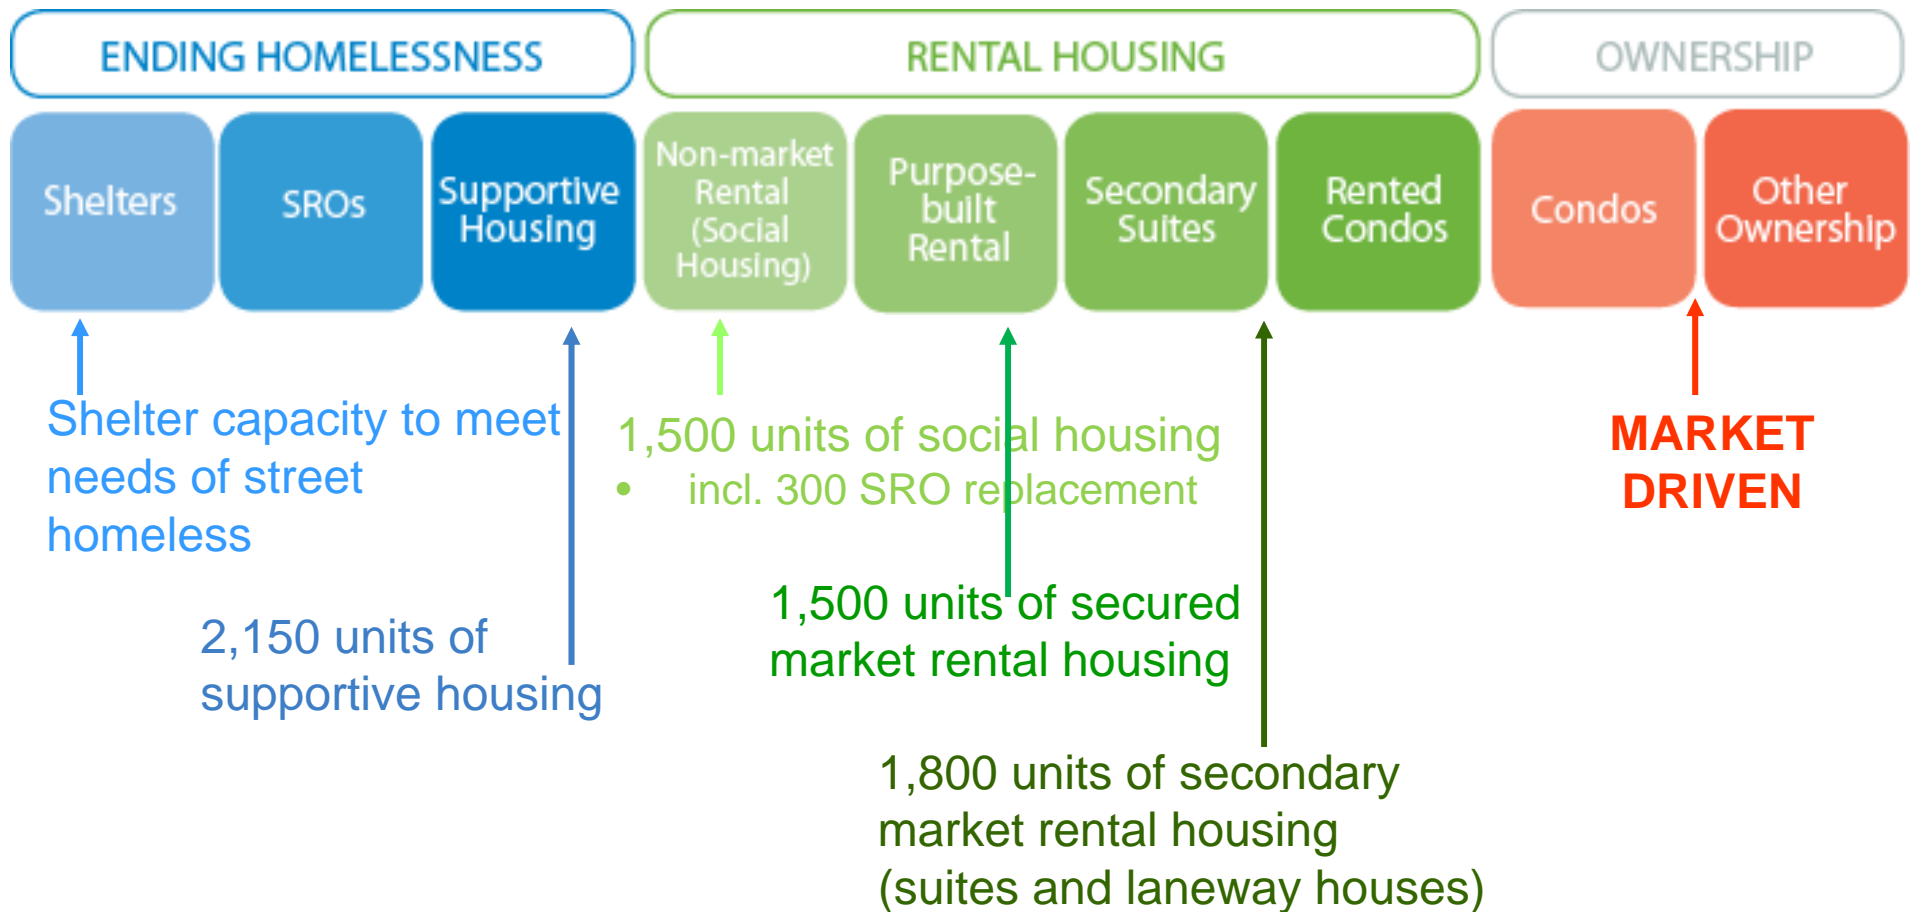 ENDING HOMELESSNESS
RENTAL HOUSING
OWNERSHIP
Shelters
SROs
Supportive
Housing
Non-market
Rental
(Social
Housing)
Purpose-
built
Rental
Secondary
Suites
Rented
Condos
Condos
Other
Ownership
Shelter capacity to meet
needs of street
homeless
1,500 units of social housing
• incl. 300 SRO replacement
MARKET
DRIVEN
2,150 units of
supportive housing
1,500 units of secured
market rental housing
1,800 units of secondary
market rental housing
(suites and laneway houses)